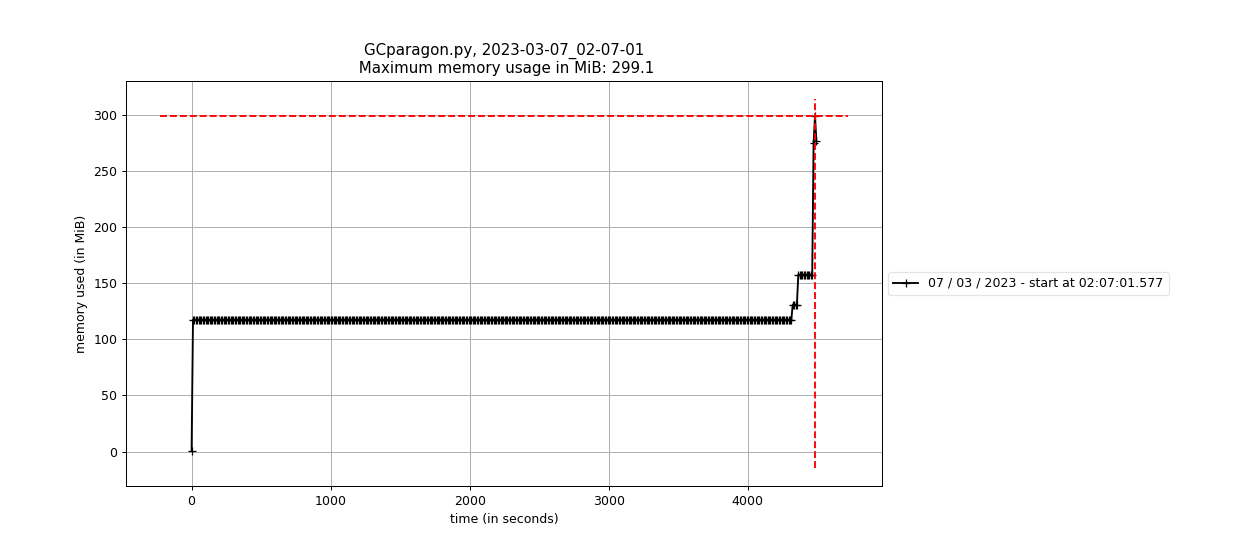 GCparagon.py, 2023-03-07_02-07-01
Maximum memory usage in MiB: 299.1
memory used (in MiB)
300
250
200
150
100
50
0
0 1000 2000 3000 4000
time (in seconds)
07 / 03 / 2023 - start at 02:07:01.577